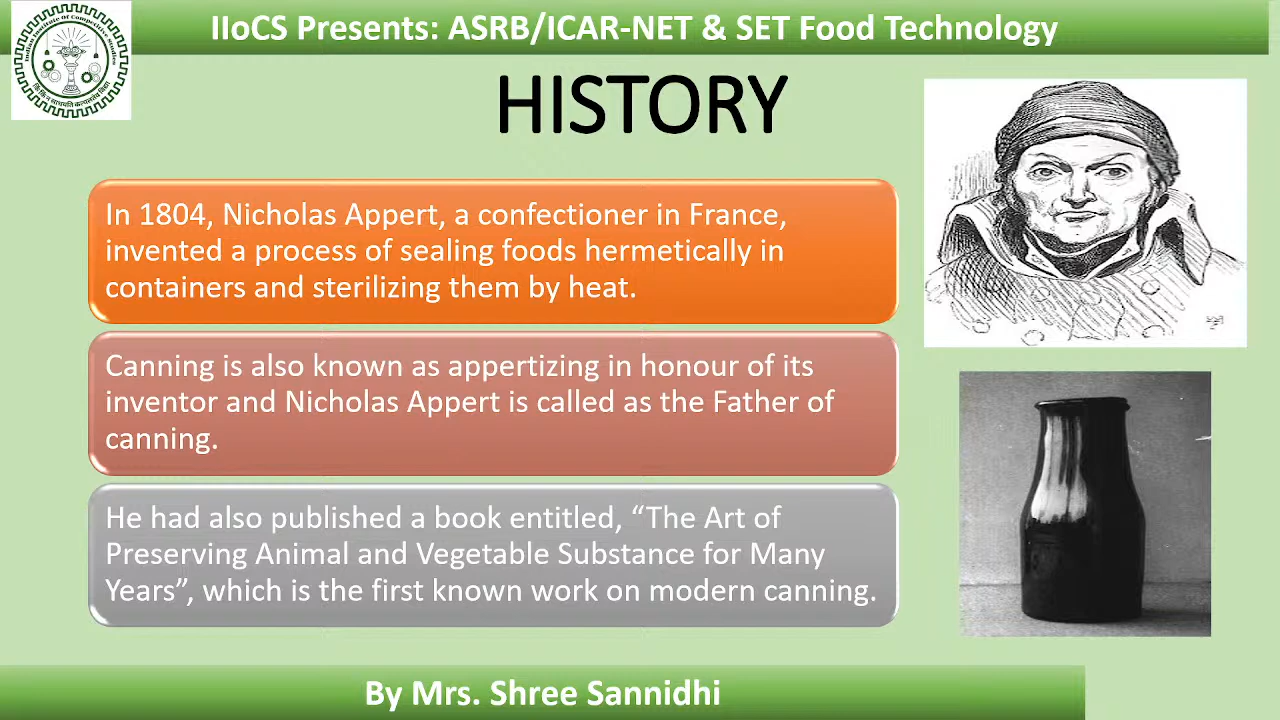 IIoCS Presents: ASRB/ICAR-NET & SET Food Technology
HISTORY
In 1804, Nicholas Appert, a confectioner in France,
invented a process of sealing foods hermetically in
containers and sterilizing them by heat.
Canning is also known as appertizing in honour of its
inventor and Nicholas Appert is called as the Father of
canning.
He had also published a book entitled, “The Art of
Preserving Animal and Vegetable Substance for Many
Years”, which is the first known work on modern canning.
By Mrs. Shree Sannidhi